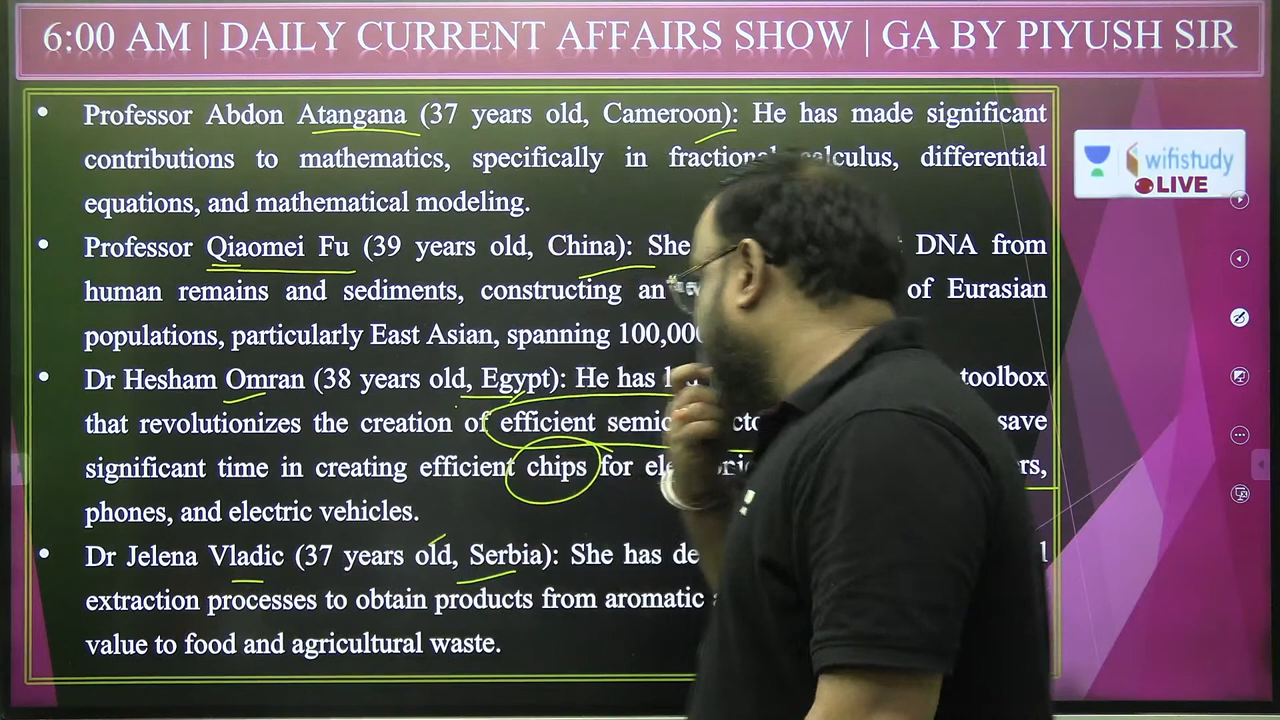 6:00 AM | DAILY CURRENT AFFAIRS SHOW | GA BY PIYUSH SIR
• Professor Abdon Atangana (37 years old, Cameroon): He has made significant
contributions to mathematics, specifically in fractional calculus, differential
equations, and mathematical modeling.
• Professor Qiaomei Fu (39 years old, China): She DNA from
human remains and sediments, constructing an of Eurasian
populations, particularly East Asian, spanning 100,000
• Dr Hesham Omran (38 years old, Egypt): He has toolbox
that revolutionizes the creation of efficient save
significant time in creating efficient chips for
phones, and electric vehicles.
• Dr Jelena Vladic (37 years old, Serbia): She has
extraction processes to obtain products from aromatic
value to food and agricultural waste.
wifistudy
LIVE